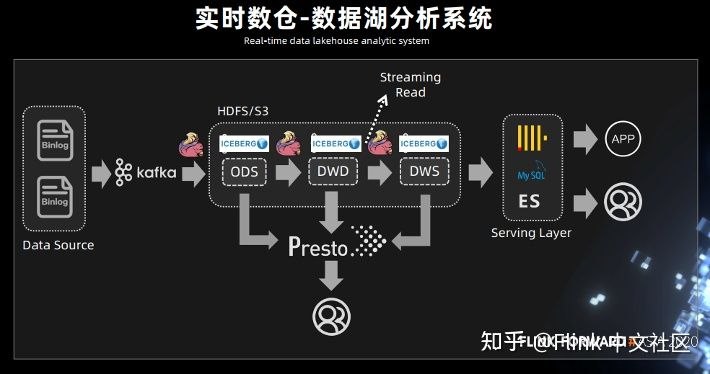 实时数仓-数据湖分析系统
Real-time data lakehouse analytic system
Streaming
Read
HDFS/S3
ICEBERG
ICEBERG
ICEBERG
Binlog
kafka
ODS
DWD
DWS
MySQL
APP
Binlog
ES
Data Source
Serving Layer
Presto
FLINK FORWARD
2020
知乎 @Flink 中文社区